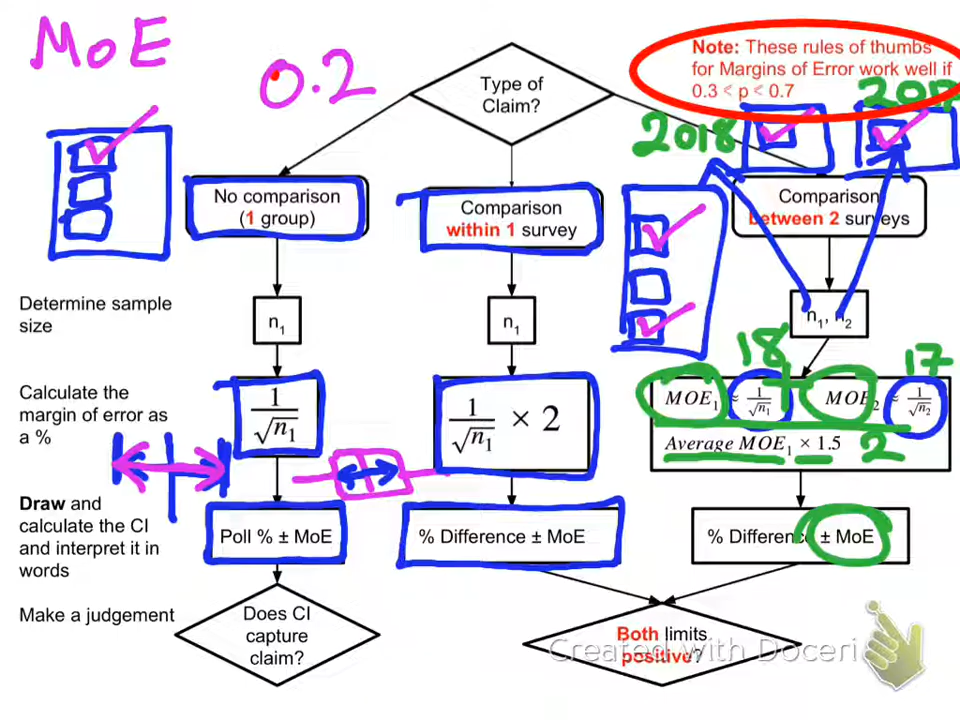 MoE
0.2
Note: These rules of thumbs
for Margins of Error work well if
0.3 < p < 0.7
Type of
Claim?
2018
2017
No comparison
(1 group)
Comparison
within 1 survey
Comparison
between 2 surveys
Determine sample
size
n1
n1
n1, n2
18
17
Calculate the
margin of error as
a %
1/√n1
1/√n1 × 2
MOE1 ≈ 1/√n1 + MOE2 ≈ 1/√n2
2
Average MOE1 × 1.5
Draw and
calculate the CI
and interpret it in
words
Poll % ± MoE
% Difference ± MoE
% Difference ± MoE
Make a judgement
Does CI
capture
claim?
Both limits
positive?
Created with Doceri